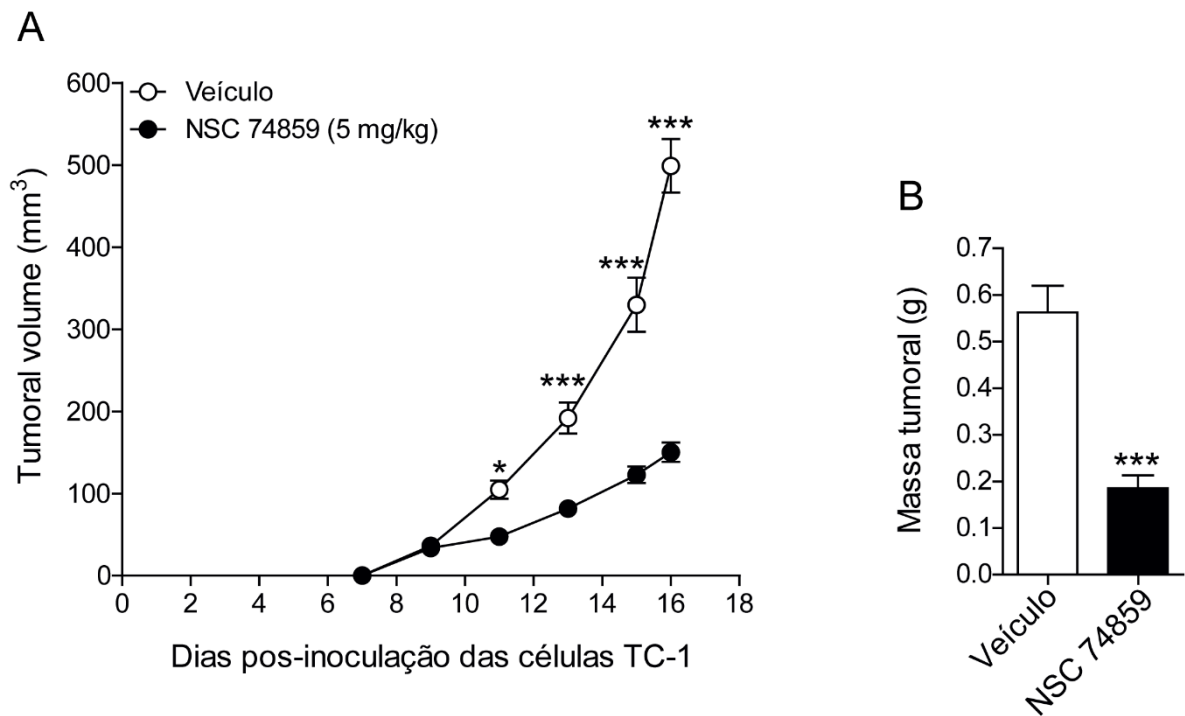 A
Tumoral volume (mm³)
600
500
400
300
200
100
0
Veículo
NSC 74859 (5 mg/kg)
*
***
***
***
0 2 4 6 8 10 12 14 16 18
Dias pos-inoculação das células TC-1
B
Massa tumoral (g)
0.7
0.6
0.5
0.4
0.3
0.2
0.1
0.0
***
Veículo
NSC 74859